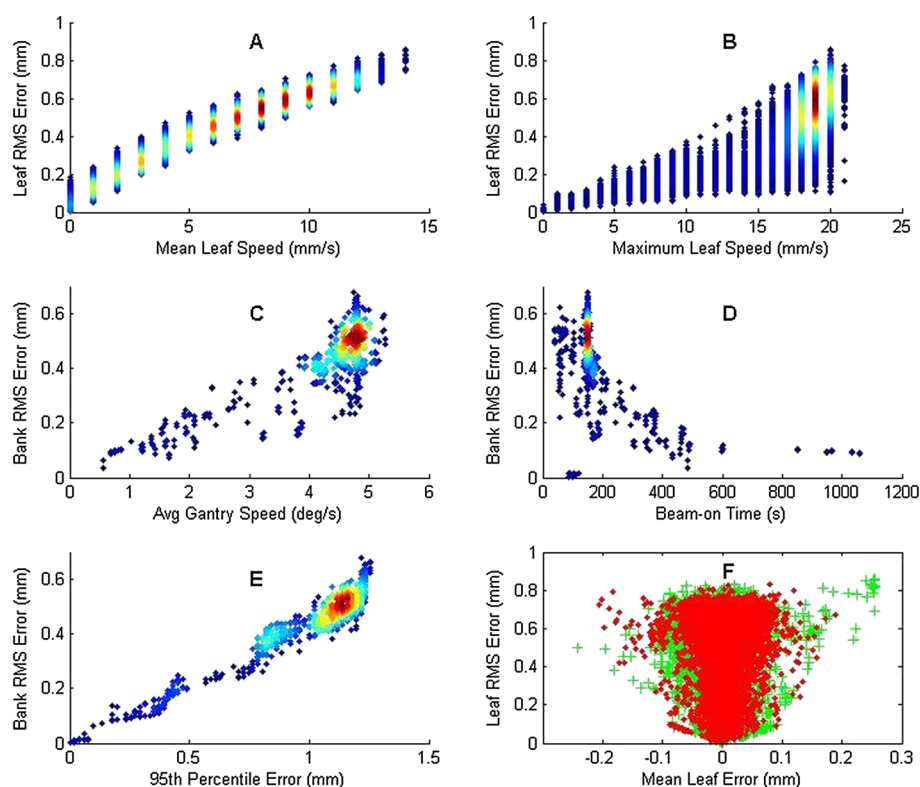 A
Leaf RMS Error (mm)
1
0.8
0.6
0.4
0.2
0
0 5 10 15
Mean Leaf Speed (mm/s)
B
Leaf RMS Error (mm)
1
0.8
0.6
0.4
0.2
0
0 5 10 15 20 25
Maximum Leaf Speed (mm/s)
C
Bank RMS Error (mm)
0.6
0.4
0.2
0
0 1 2 3 4 5 6
Avg Gantry Speed (deg/s)
D
Bank RMS Error (mm)
0.6
0.4
0.2
0
0 200 400 600 800 1000 1200
Beam-on Time (s)
E
Bank RMS Error (mm)
0.6
0.4
0.2
0
0 0.5 1 1.5
95th Percentile Error (mm)
F
Leaf RMS Error (mm)
1
0.8
0.6
0.4
0.2
0
-0.2 -0.1 0 0.1 0.2 0.3
Mean Leaf Error (mm)